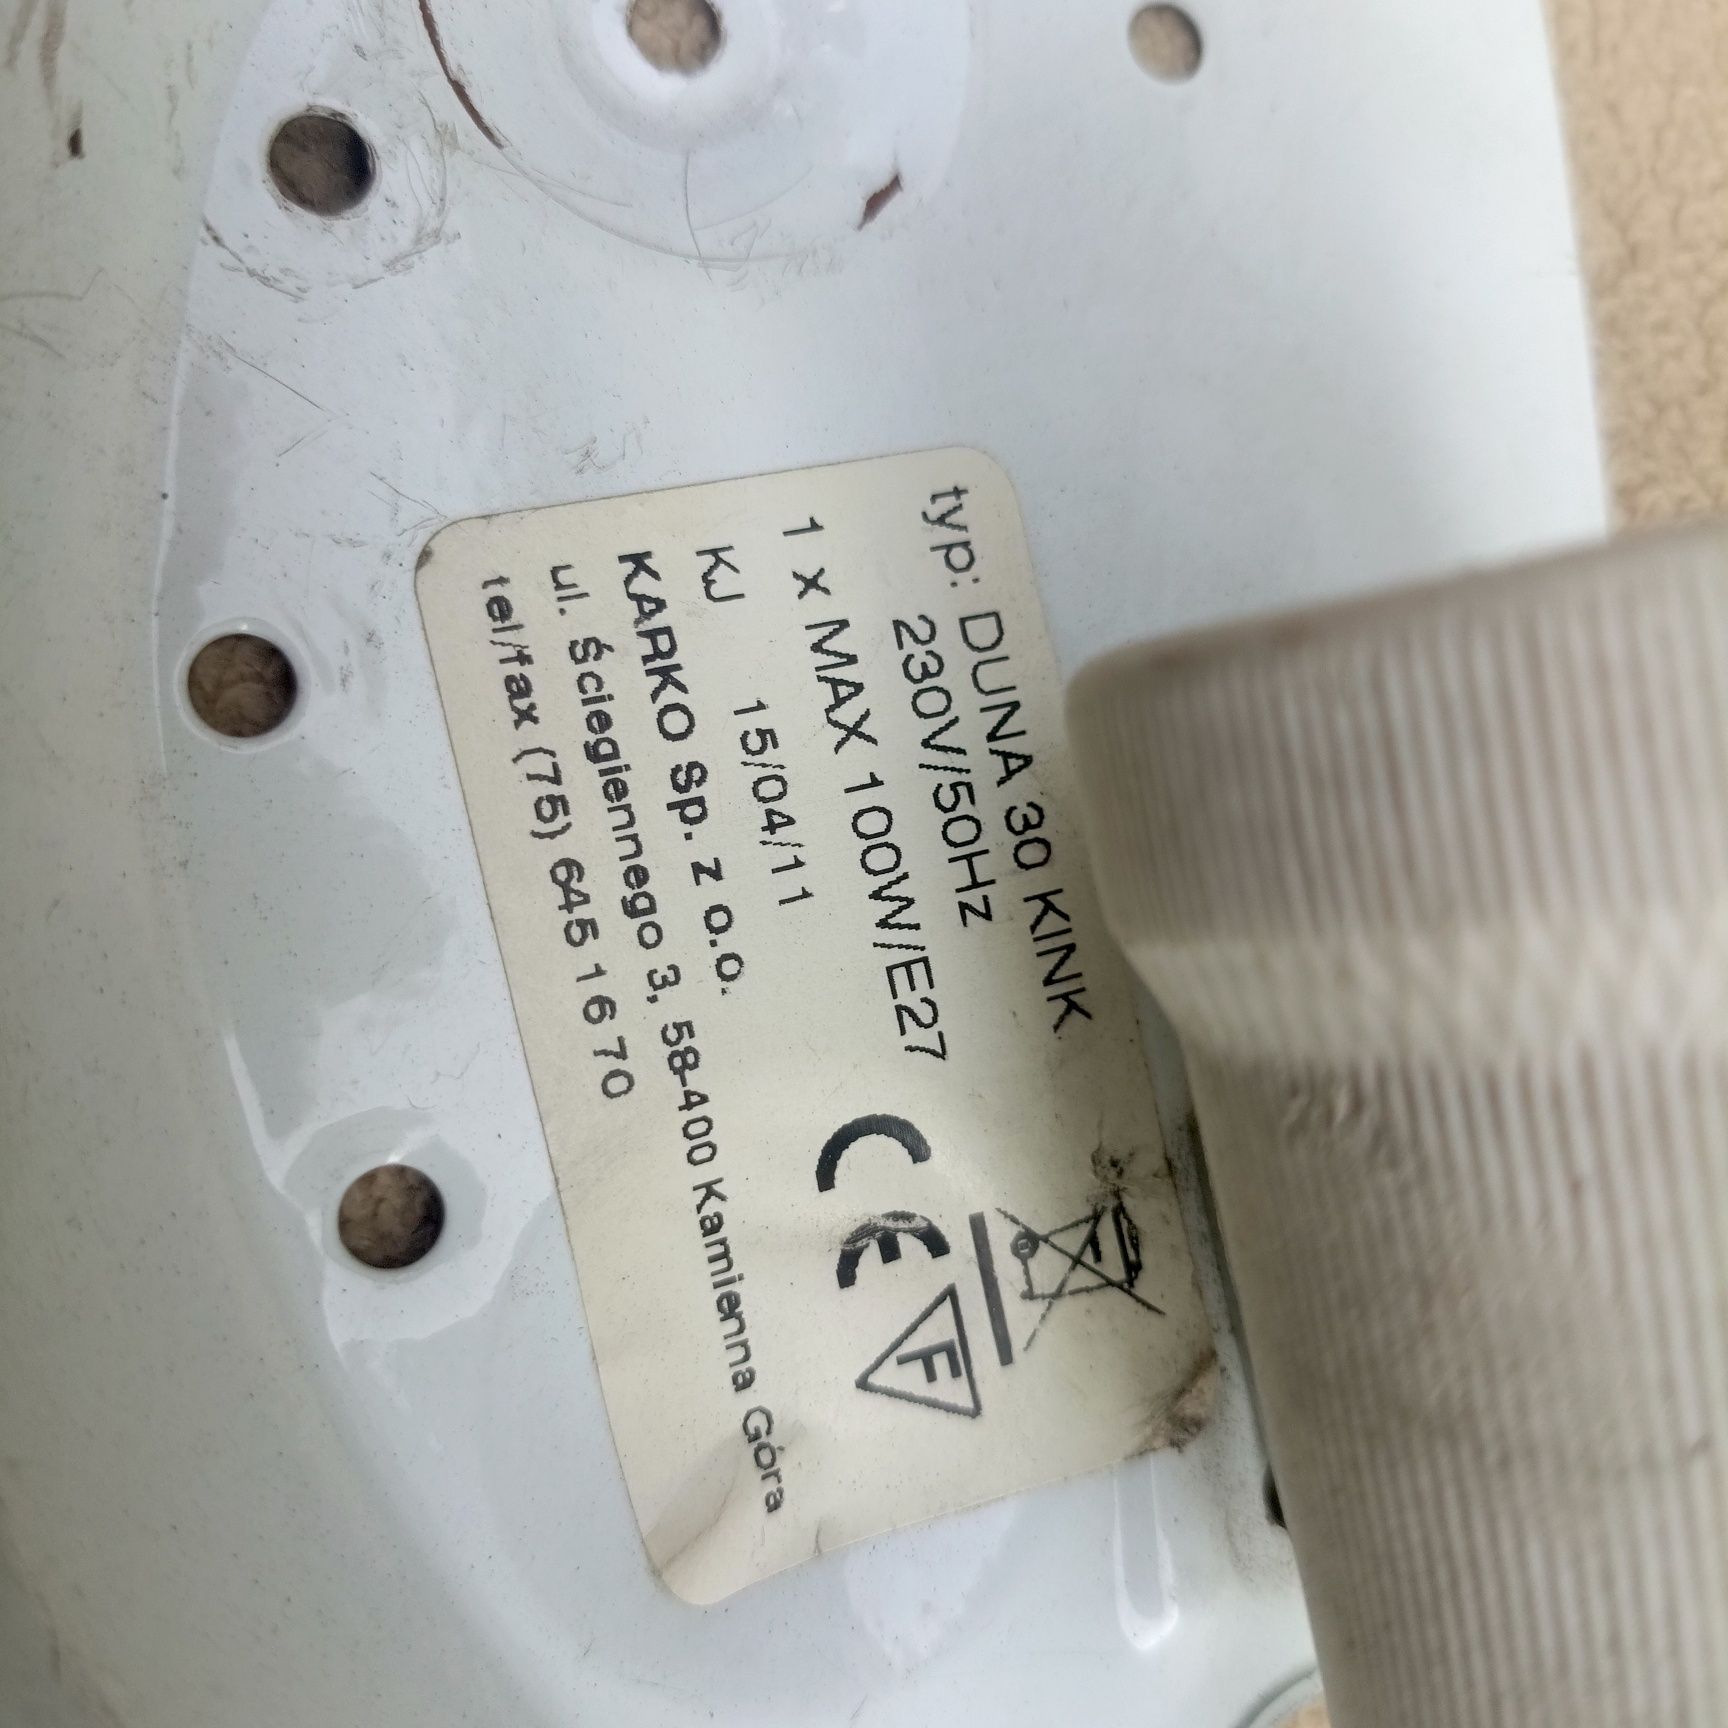 typ: DUNA 30 KINK
230V/50Hz
1 x MAX 100W/E27
KJ 15/04/11
KARKO Sp. z o.o.
ul. Ściegiennego 3, 58-400 Kamienna Góra
tel/fax (75) 645 16 70
CE
F